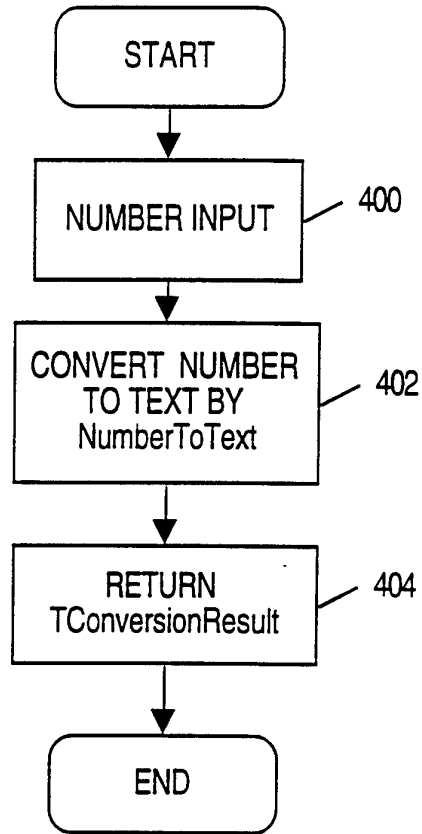 START
NUMBER INPUT
400
CONVERT NUMBER
TO TEXT BY
NumberToText
402
RETURN
TConversionResult
404
END